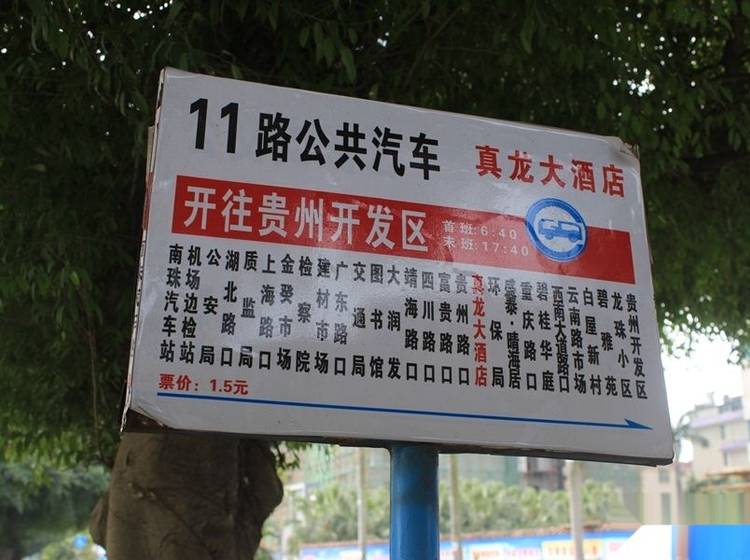 11路公共汽车
真龙大酒店
开往贵州开发区
首班:6:40
末班:17:40
南珠汽车站
机场边检站
公安局
湖北路口
质监局
上海路口
金葵市场
检察院
建材市场
广东路口
交通局
图书馆
大润发
靖海路口
四川路口
富贵路口
贵州路口
真龙大酒店
环保局
盛泰·晴海居
重庆路口
碧桂华庭
西南大道路口
云南路市场
白屋新村
碧雅苑
龙珠小区
贵州开发区
票价：1.5元